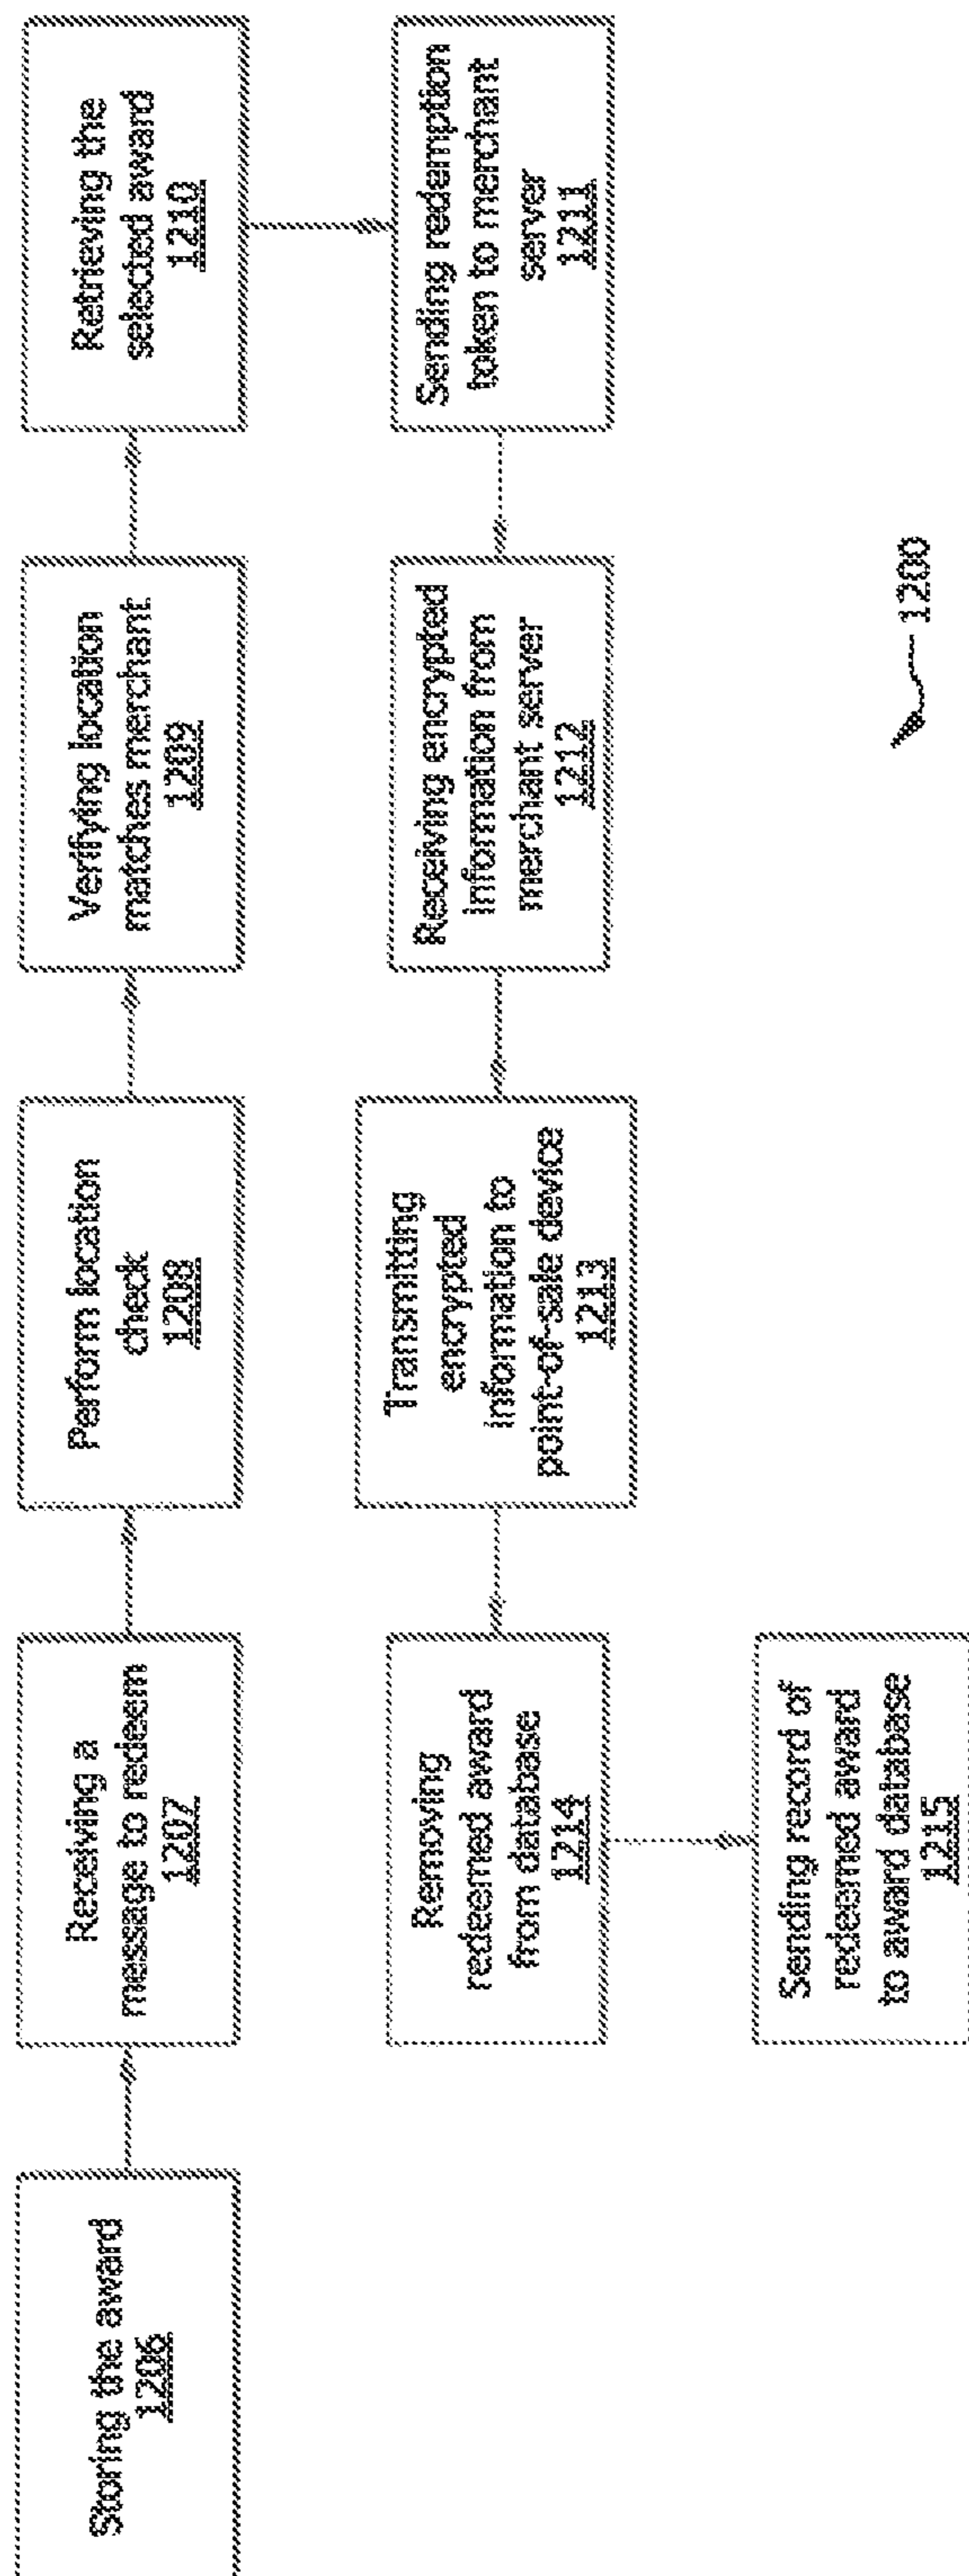 Storing the award
1206
Receiving a
message to redeem
1207
Perform location
check
1208
Verifying location
matches merchant
1209
Retrieving the
selected award
1210
Sending redemption
token to merchant
server
1211
Receiving encrypted
information from
merchant server
1212
Transmitting
encrypted
information to
point-of-sale device
1213
Removing
redeemed award
from database
1214
Sending record of
redeemed award
to award database
1215
1200